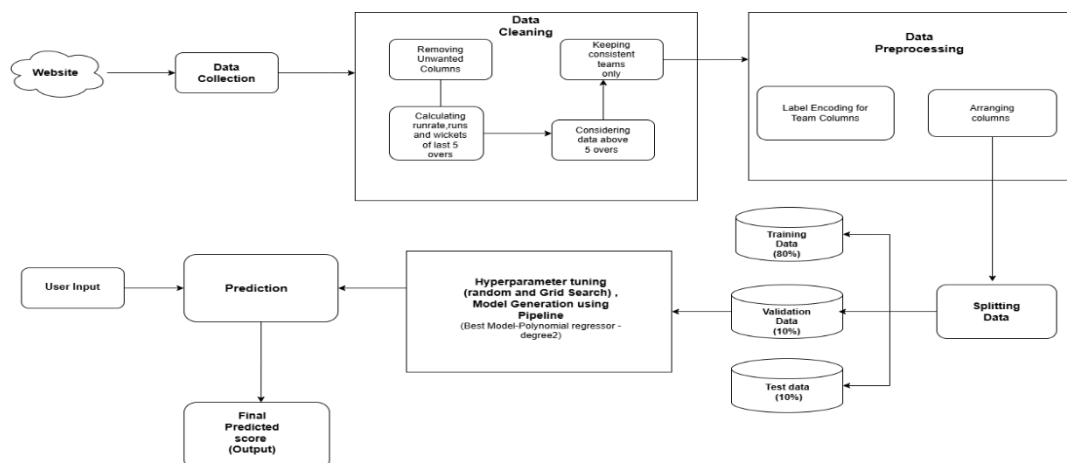 Website
Data
Collection
Data
Cleaning
Removing
Unwanted
Columns
Calculating
runrate,runs
and wickets
of last 5
overs
Considering
data above
5 overs
Keeping
consistent
teams
only
Data
Preprocessing
Label Encoding for
Team Columns
Arranging
columns
Splitting
Data
Training
Data
(80%)
Validation
Data
(10%)
Test data
(10%)
Hyperparameter tuning
(random and Grid Search) ,
Model Generation using
Pipeline
(Best Model-Polynomial regressor -
degree2)
User Input
Prediction
Final
Predicted
score
(Output)